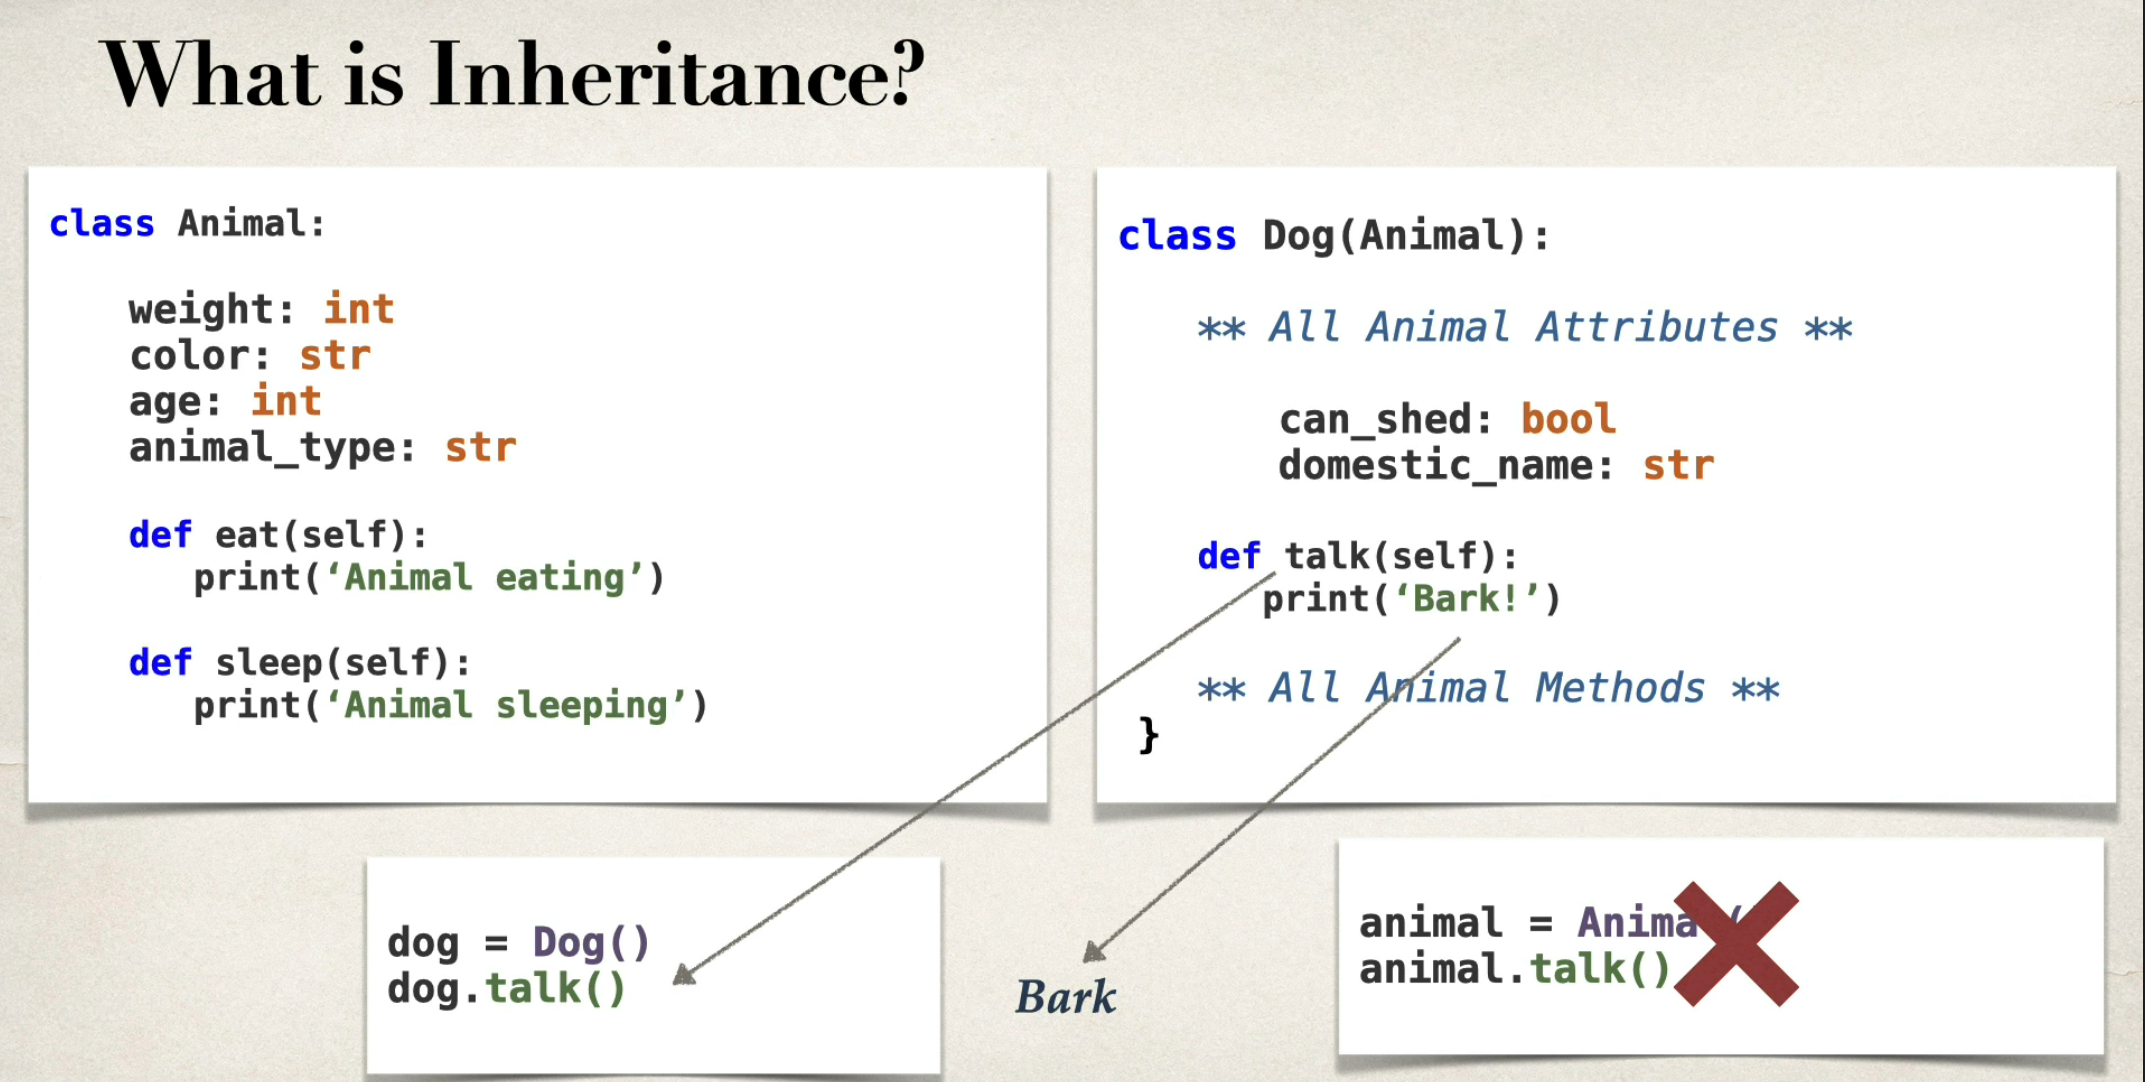 What is Inheritance?
class Animal:
weight: int
color: str
age: int
animal_type: str
def eat(self):
print(‘Animal eating’)
def sleep(self):
print(‘Animal sleeping’)
class Dog(Animal):
** All Animal Attributes **
can_shed: bool
domestic_name: str
def talk(self):
print(‘Bark!’)
** All Animal Methods **
}
dog = Dog()
dog.talk()
Bark
animal = Anima (
animal.talk()